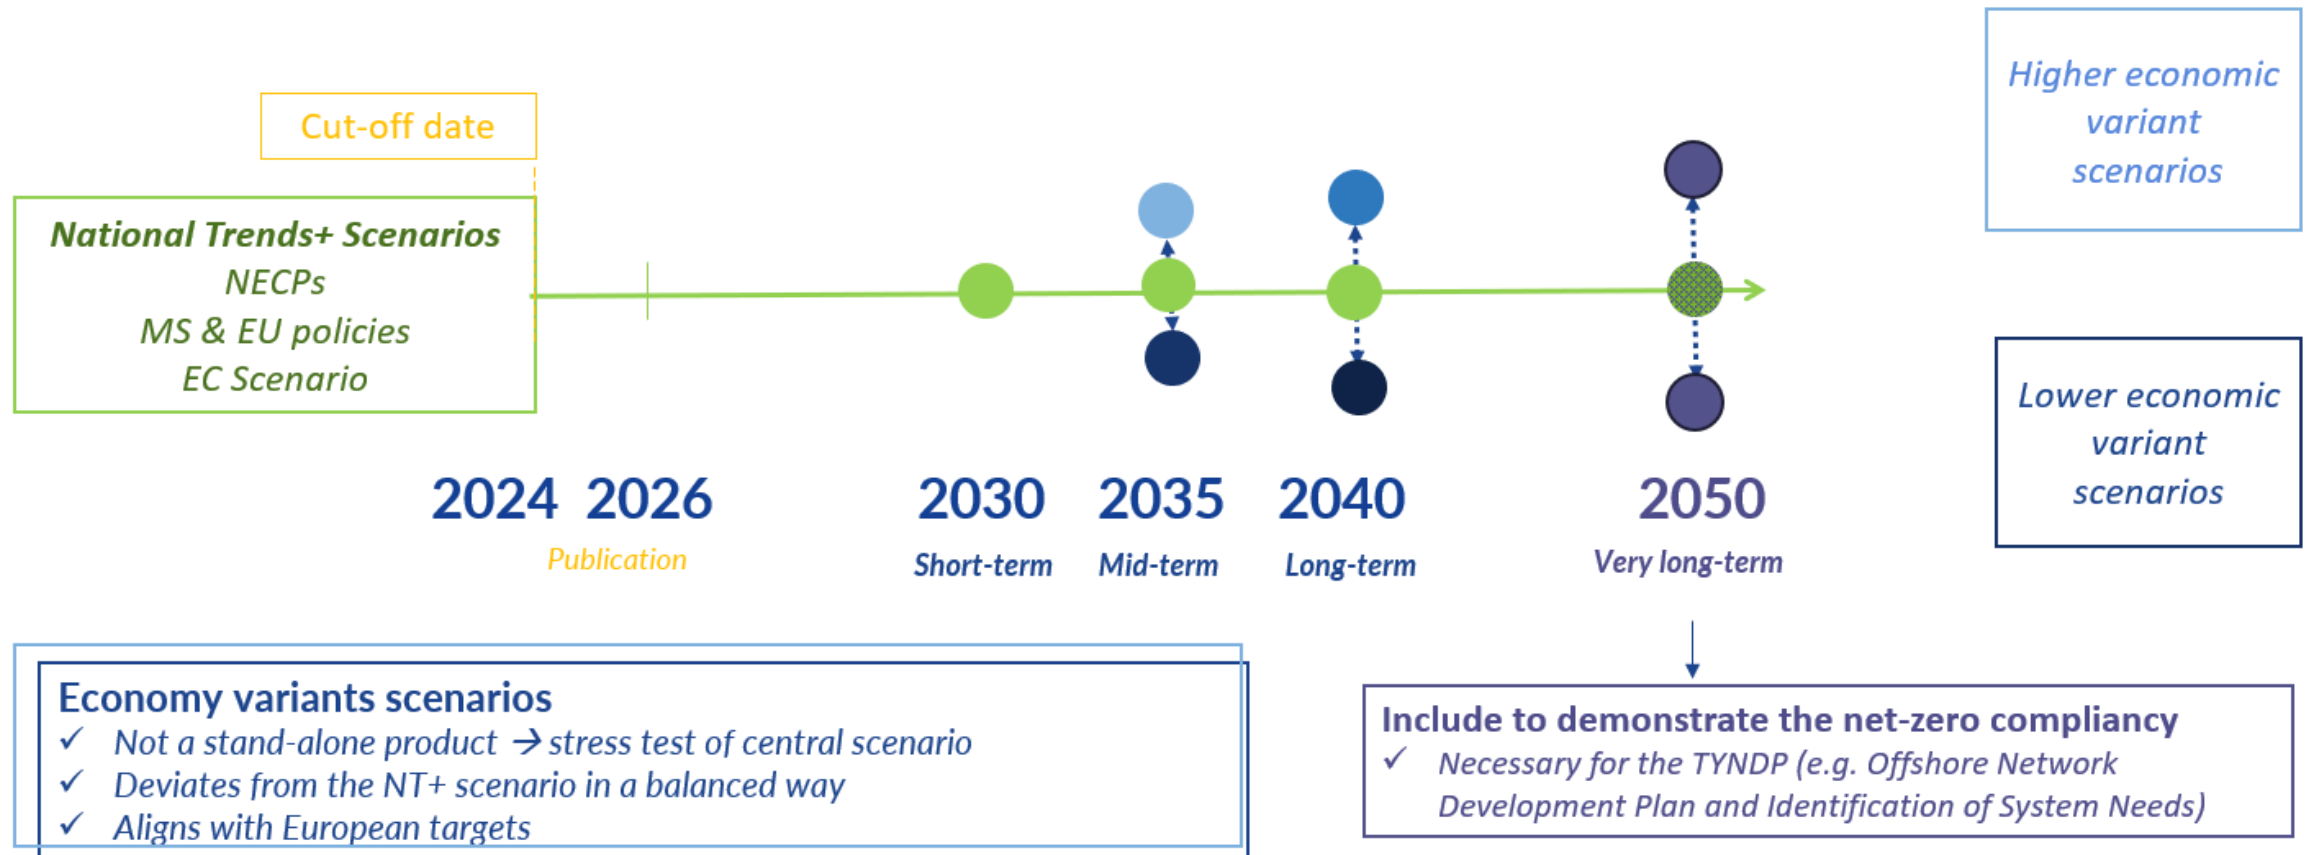 Higher economic
variant
scenarios
Cut-off date
National Trends+ Scenarios
NECPs
MS & EU policies
EC Scenario
Lower economic
variant
scenarios
2024 2026 2030 2035 2040 2050
Publication Short-term Mid-term Long-term Very long-term
Economy variants scenarios
✓ Not a stand-alone product → stress test of central scenario
✓ Deviates from the NT+ scenario in a balanced way
✓ Aligns with European targets
Include to demonstrate the net-zero compliancy
✓ Necessary for the TYNDP (e.g. Offshore Network
Development Plan and Identification of System Needs)